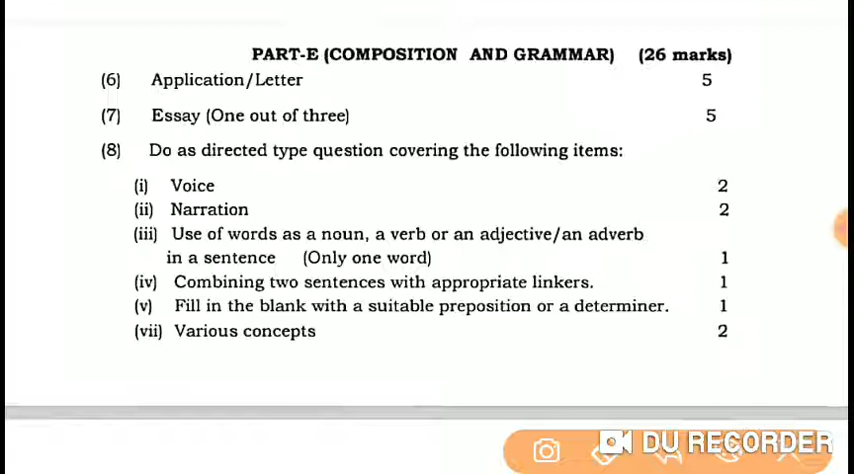 PART-E (COMPOSITION AND GRAMMAR) (26 marks)
(6) Application/Letter 5
(7) Essay (One out of three) 5
(8) Do as directed type question covering the following items:
(i) Voice 2
(ii) Narration 2
(iii) Use of words as a noun, a verb or an adjective/an adverb
in a sentence (Only one word) 1
(iv) Combining two sentences with appropriate linkers. 1
(v) Fill in the blank with a suitable preposition or a determiner. 1
(vii) Various concepts 2
DU RECORDER